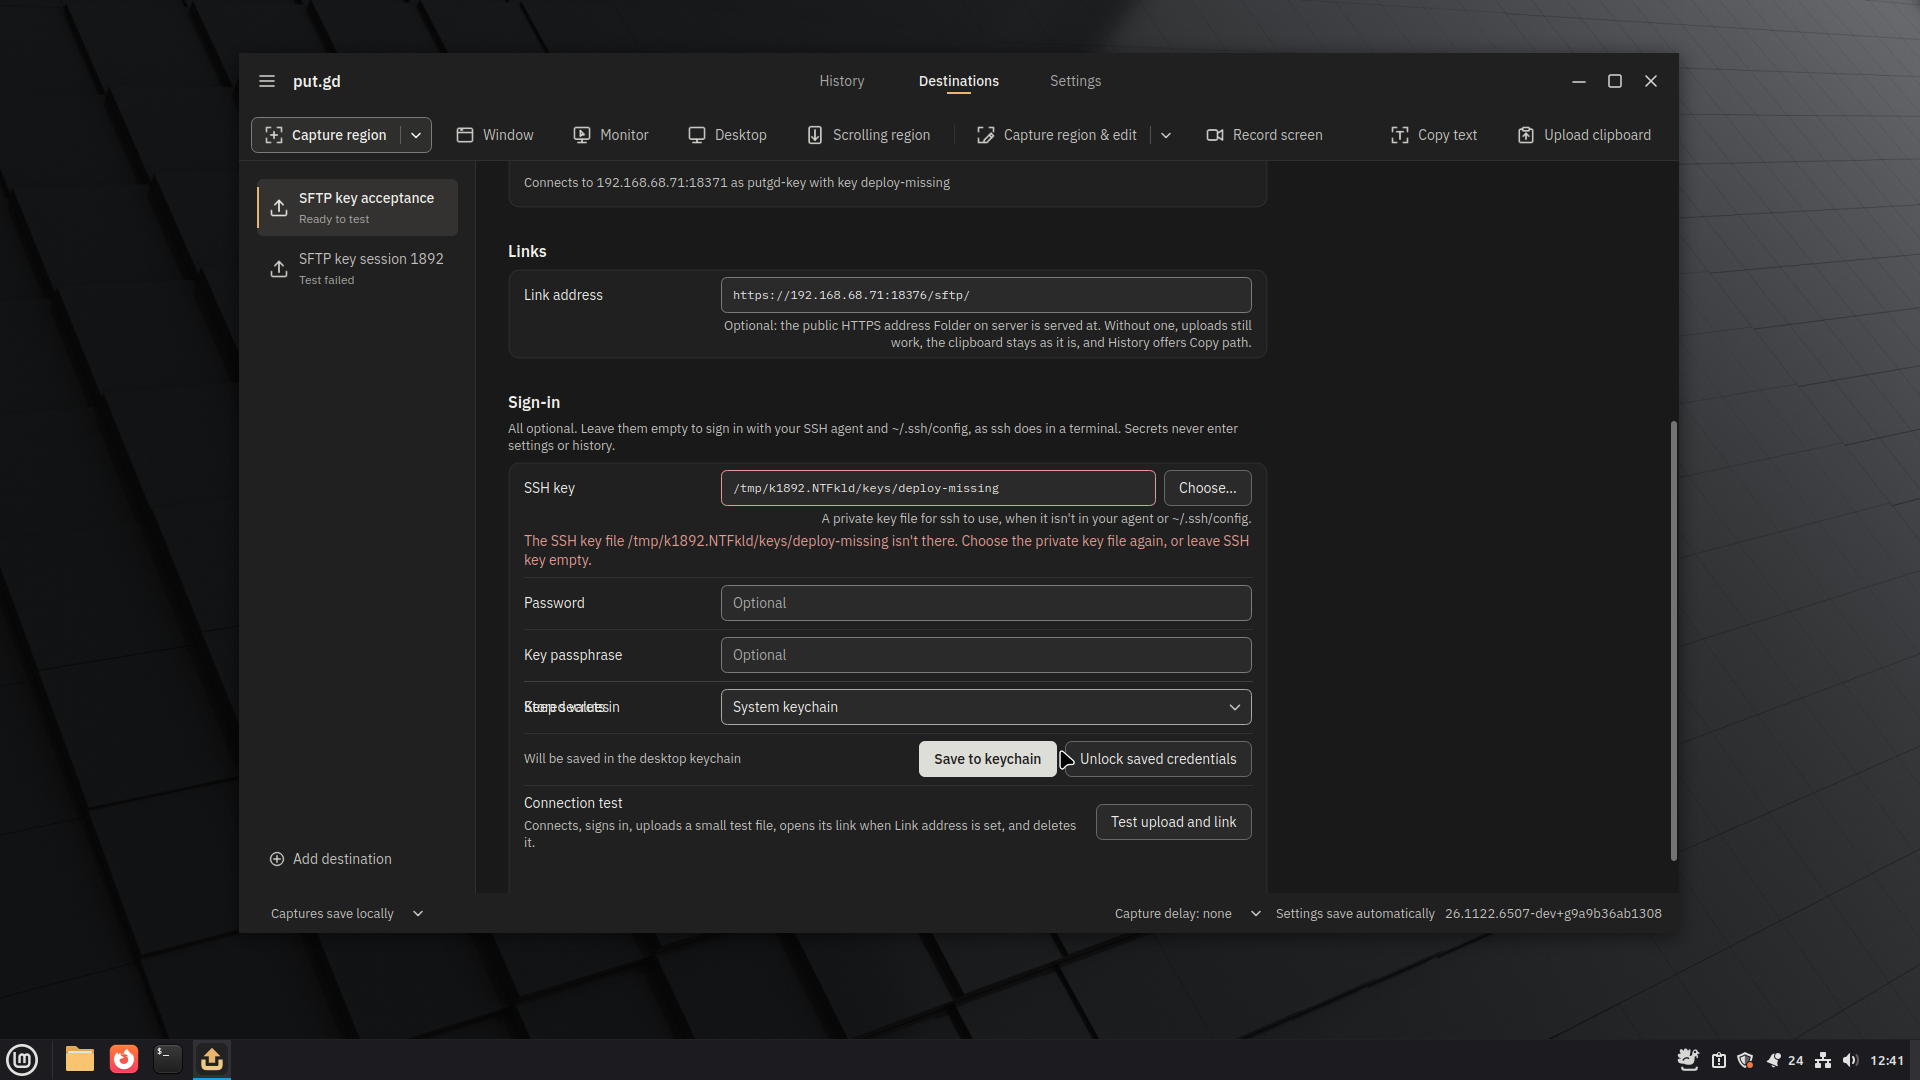 put.gd
History
Destinations
Settings
Capture region
Window
Monitor
Desktop
Scrolling region
Capture region & edit
Record screen
Copy text
Upload clipboard
SFTP key acceptance
Ready to test
SFTP key session 1892
Test failed
Add destination
Connects to 192.168.68.71:18371 as putgd-key with key deploy-missing
Links
Link address
https://192.168.68.71:18376/sftp/
Optional: the public HTTPS address Folder on server is served at. Without one, uploads still
work, the clipboard stays as it is, and History offers Copy path.
Sign-in
All optional. Leave them empty to sign in with your SSH agent and ~/.ssh/config, as ssh does in a terminal. Secrets never enter
settings or history.
SSH key
/tmp/k1892.NTFkld/keys/deploy-missing
Choose...
A private key file for ssh to use, when it isn't in your agent or ~/.ssh/config.
The SSH key file /tmp/k1892.NTFkld/keys/deploy-missing isn't there. Choose the private key file again, or leave SSH
key empty.
Password
Optional
Key passphrase
Optional
System keychain
Will be saved in the desktop keychain
Save to keychain
Unlock saved credentials
Connection test
Connects, signs in, uploads a small test file, opens its link when Link address is set, and deletes
it.
Test upload and link
Captures save locally
Capture delay: none
Settings save automatically
26.1122.6507-dev+g9a9b36ab1308
24
12:41